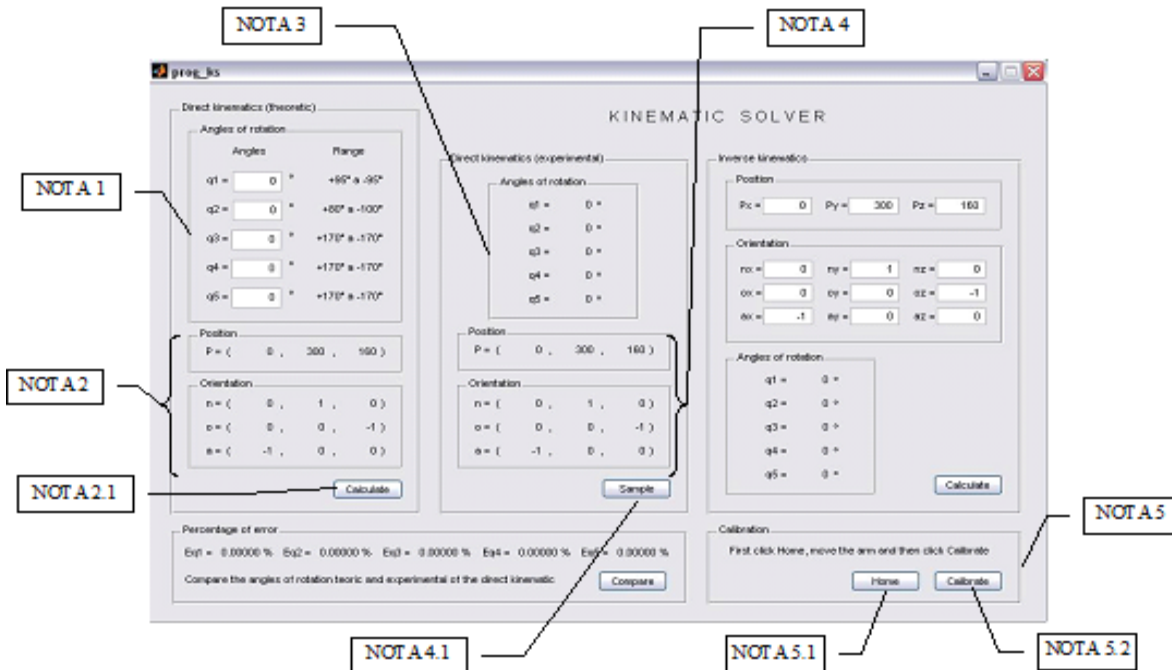 NOTA 3
NOTA 4
prog_ks
KINEMATIC SOLVER
Direct kinematics (theoretic)
Angles of rotation
Angles Range
q1 = 0 ° +95° a -95°
q2 = 0 ° +80° a -100°
q3 = 0 ° +170° a -170°
q4 = 0 ° +170° a -170°
q5 = 0 ° +170° a -170°
NOTA 1
Position
P = ( 0 , 300 , 160 )
NOTA 2
Orientation
n = ( 0 , 1 , 0 )
o = ( 0 , 0 , -1 )
a = ( -1 , 0 , 0 )
NOTA 2.1
Calculate
Direct kinematics (experimental)
Angles of rotation
q1 = 0 °
q2 = 0 °
q3 = 0 °
q4 = 0 °
q5 = 0 °
Position
P = ( 0 , 300 , 160 )
Orientation
n = ( 0 , 1 , 0 )
o = ( 0 , 0 , -1 )
a = ( -1 , 0 , 0 )
Sample
Inverse kinematics
Position
Px = 0 Py = 300 Pz = 160
Orientation
nx = 0 ny = 1 nz = 0
ox = 0 oy = 0 oz = -1
ax = -1 ay = 0 az = 0
Angles of rotation
q1 = 0 °
q2 = 0 °
q3 = 0 °
q4 = 0 °
q5 = 0 °
Calculate
NOTA 5
Percentage of error
Eq1 = 0.00000 % Eq2 = 0.00000 % Eq3 = 0.00000 % Eq4 = 0.00000 % Eq5 = 0.00000 %
Compare the angles of rotation teoric and experimental of the direct kinematic
Compare
Calibration
First click Home, move the arm and then click Calibrate
Home Calibrate
NOTA 4.1
NOTA 5.1
NOTA 5.2